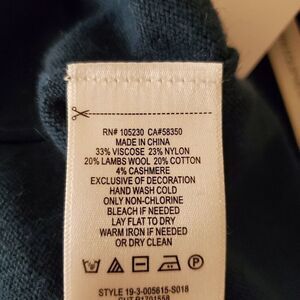 RN# 105230 CA#58350
MADE IN CHINA
33% VISCOSE 23% NYLON
20% LAMBS WOOL 20% COTTON
4% CASHMERE
EXCLUSIVE OF DECORATION
HAND WASH COLD
ONLY NON-CHLORINE
BLEACH IF NEEDED
LAY FLAT TO DRY
WARM IRON IF NEEDED
OR DRY CLEAN
STYLE 19-3-005615-S018
CUT P1701558